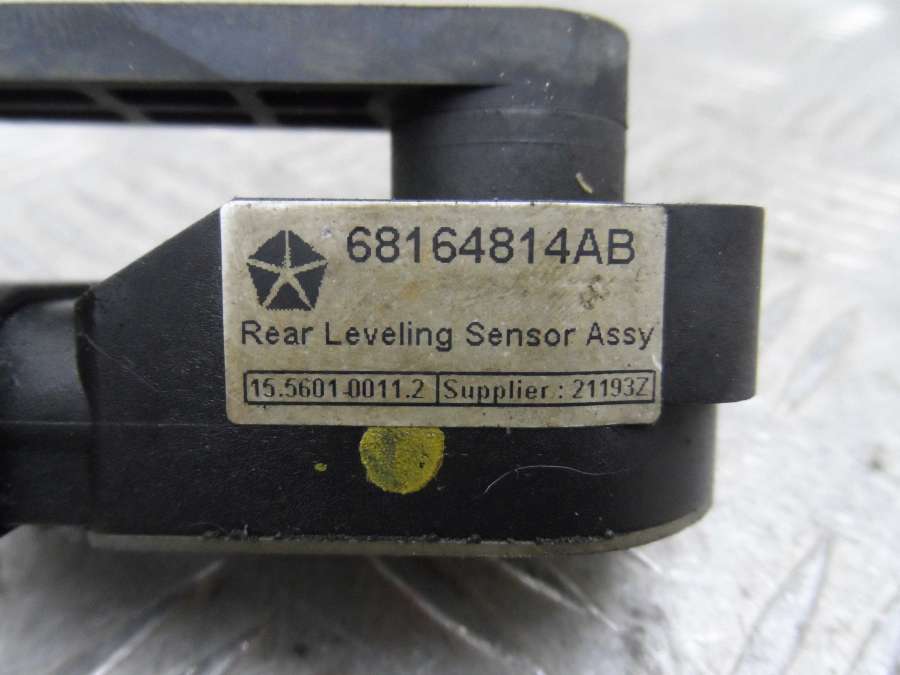 68164814AB
Rear Leveling Sensor Assy
15.5601-0011.2 Supplier: 21193Z